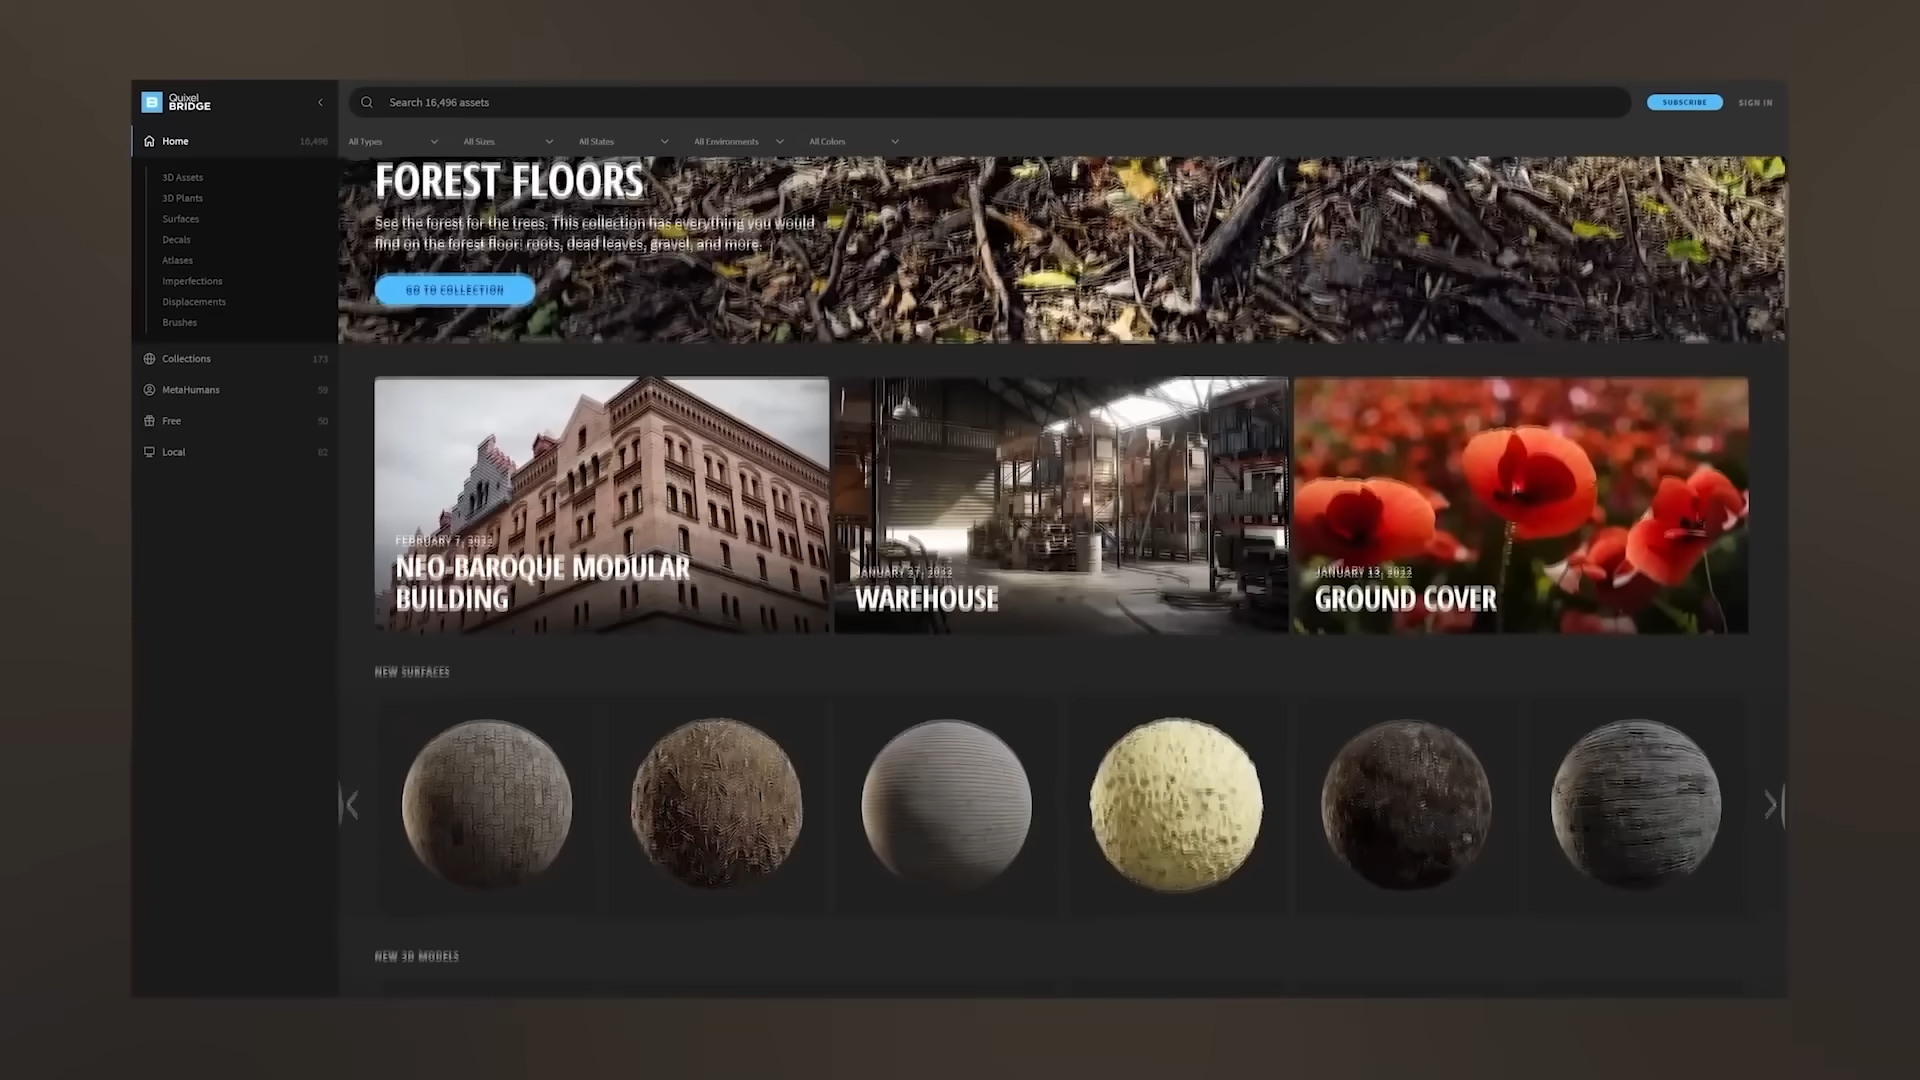 Quixel
BRIDGE
Search 16,496 assets
SUBSCRIBE
SIGN IN
Home 16,496
All Types
All Sizes
All States
All Environments
All Colors
3D Assets
3D Plants
Surfaces
Decals
Atlases
Imperfections
Displacements
Brushes
Collections 173
MetaHumans 59
Free 50
Local 82
FOREST FLOORS
See the forest for the trees. This collection has everything you would
find on the forest floor: roots, dead leaves, gravel, and more.
GO TO COLLECTION
FEBRUARY 7, 2022
NEO-BAROQUE MODULAR
BUILDING
JANUARY 27, 2022
WAREHOUSE
JANUARY 13, 2022
GROUND COVER
NEW SURFACES
NEW 3D MODELS